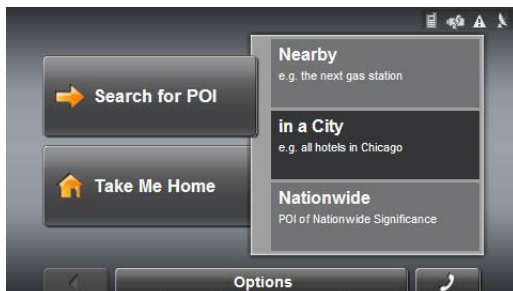 Search for POI
Take Me Home
Nearby
e.g. the next gas station
in a City
e.g. all hotels in Chicago
Nationwide
POI of Nationwide Significance
Options